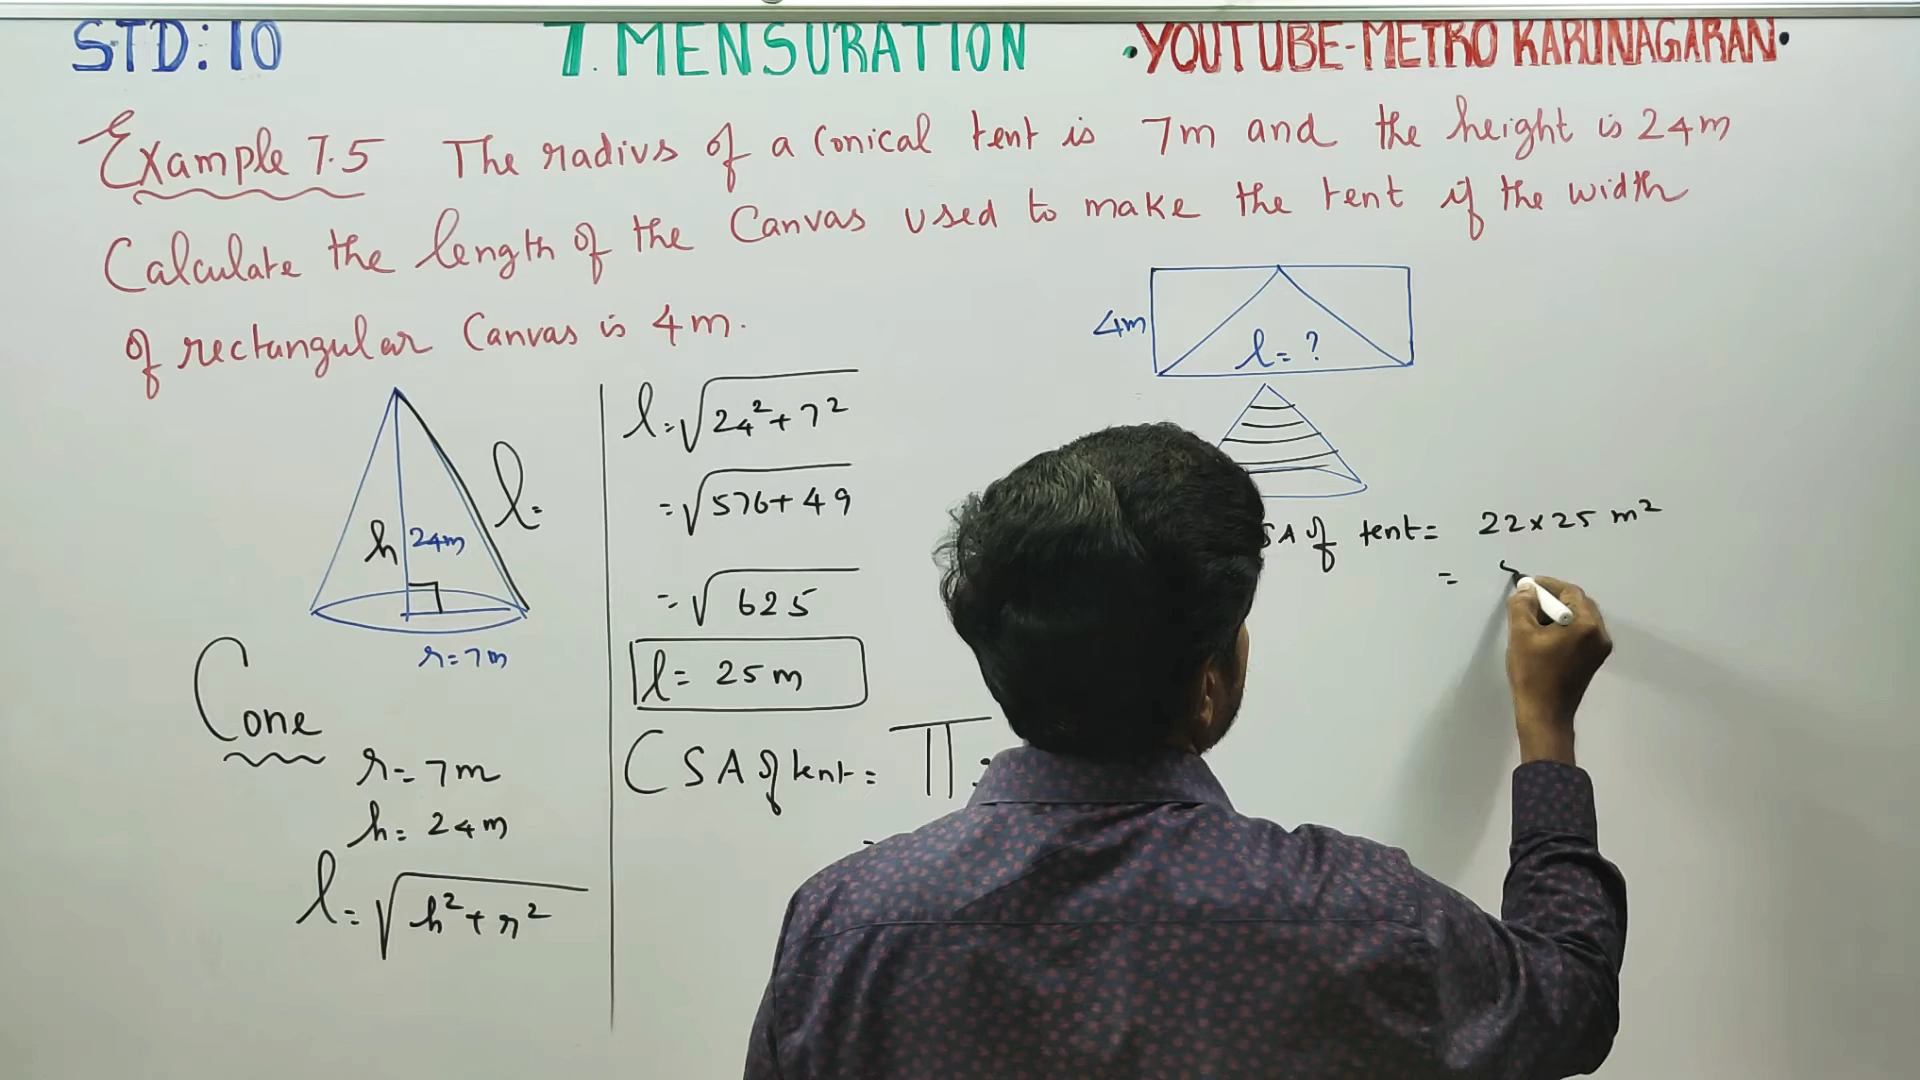 STD: 10
7. MENSURATION
·YOUTUBE-METRO KARUNAGARAN·
Example 7.5 The radius of a Conical tent is 7m and the height is 24m
Calculate the length of the Canvas used to make the tent if the width
of rectangular Canvas is 4m.
4m
l = ?
h 24m
l =
r = 7m
Cone
r = 7m
h = 24m
l = √h² + r²
l = √24² + 7²
= √576 + 49
= √625
l = 25 m
CSA of tent = π
=
SA of tent = 22 x 25 m²
=